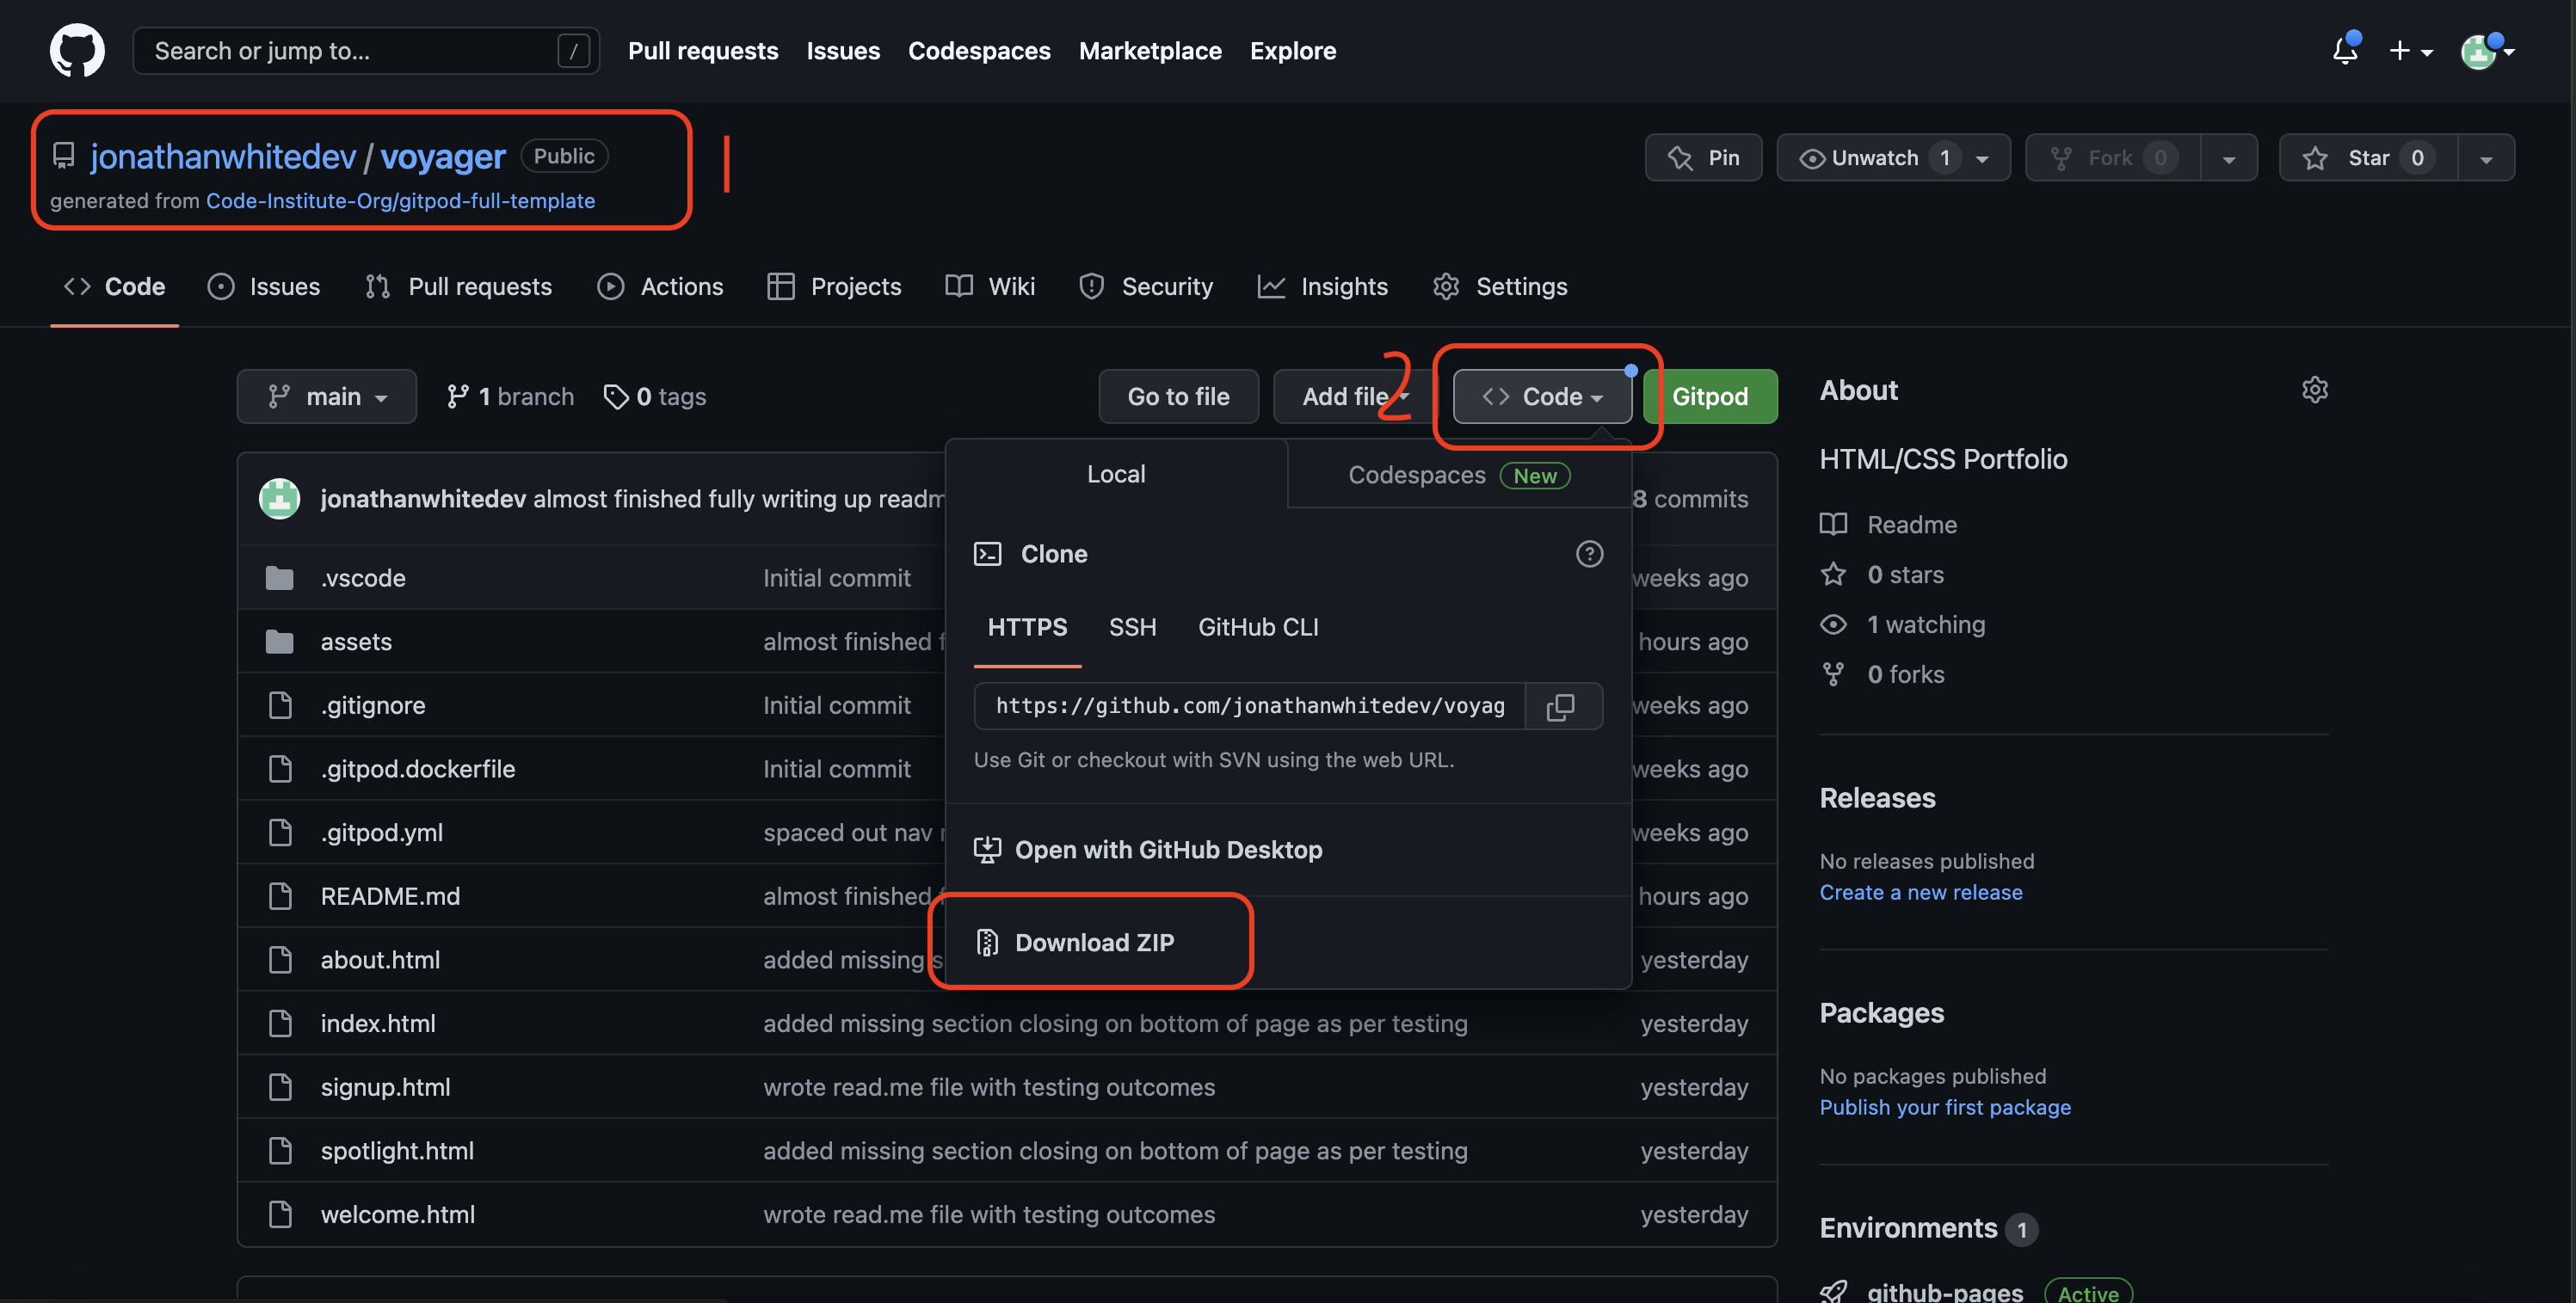 Search or jump to... /
Pull requests Issues Codespaces Marketplace Explore
jonathanwhitedev / voyager Public
generated from Code-Institute-Org/gitpod-full-template
1
Pin
Unwatch 1
Fork 0
Star 0
Code Issues Pull requests Actions Projects Wiki Security Insights Settings
main 1 branch 0 tags
Go to file Add file 2 Code Gitpod
jonathanwhitedev almost finished fully writing up 8 commits
.vscode Initial commit weeks ago
assets almost finished hours ago
.gitignore Initial commit weeks ago
.gitpod.dockerfile Initial commit weeks ago
.gitpod.yml spaced out nav weeks ago
README.md almost finished hours ago
about.html added missing yesterday
index.html added missing section closing on bottom of page as per testing yesterday
signup.html wrote read.me file with testing outcomes yesterday
spotlight.html added missing section closing on bottom of page as per testing yesterday
welcome.html wrote read.me file with testing outcomes yesterday
Local Codespaces New
Clone
HTTPS SSH GitHub CLI
https://github.com/jonathanwhitedev/voyag
Use Git or checkout with SVN using the web URL.
Open with GitHub Desktop
Download ZIP
About
HTML/CSS Portfolio
Readme
0 stars
1 watching
0 forks
Releases
No releases published
Create a new release
Packages
No packages published
Publish your first package
Environments 1
github-pages Active